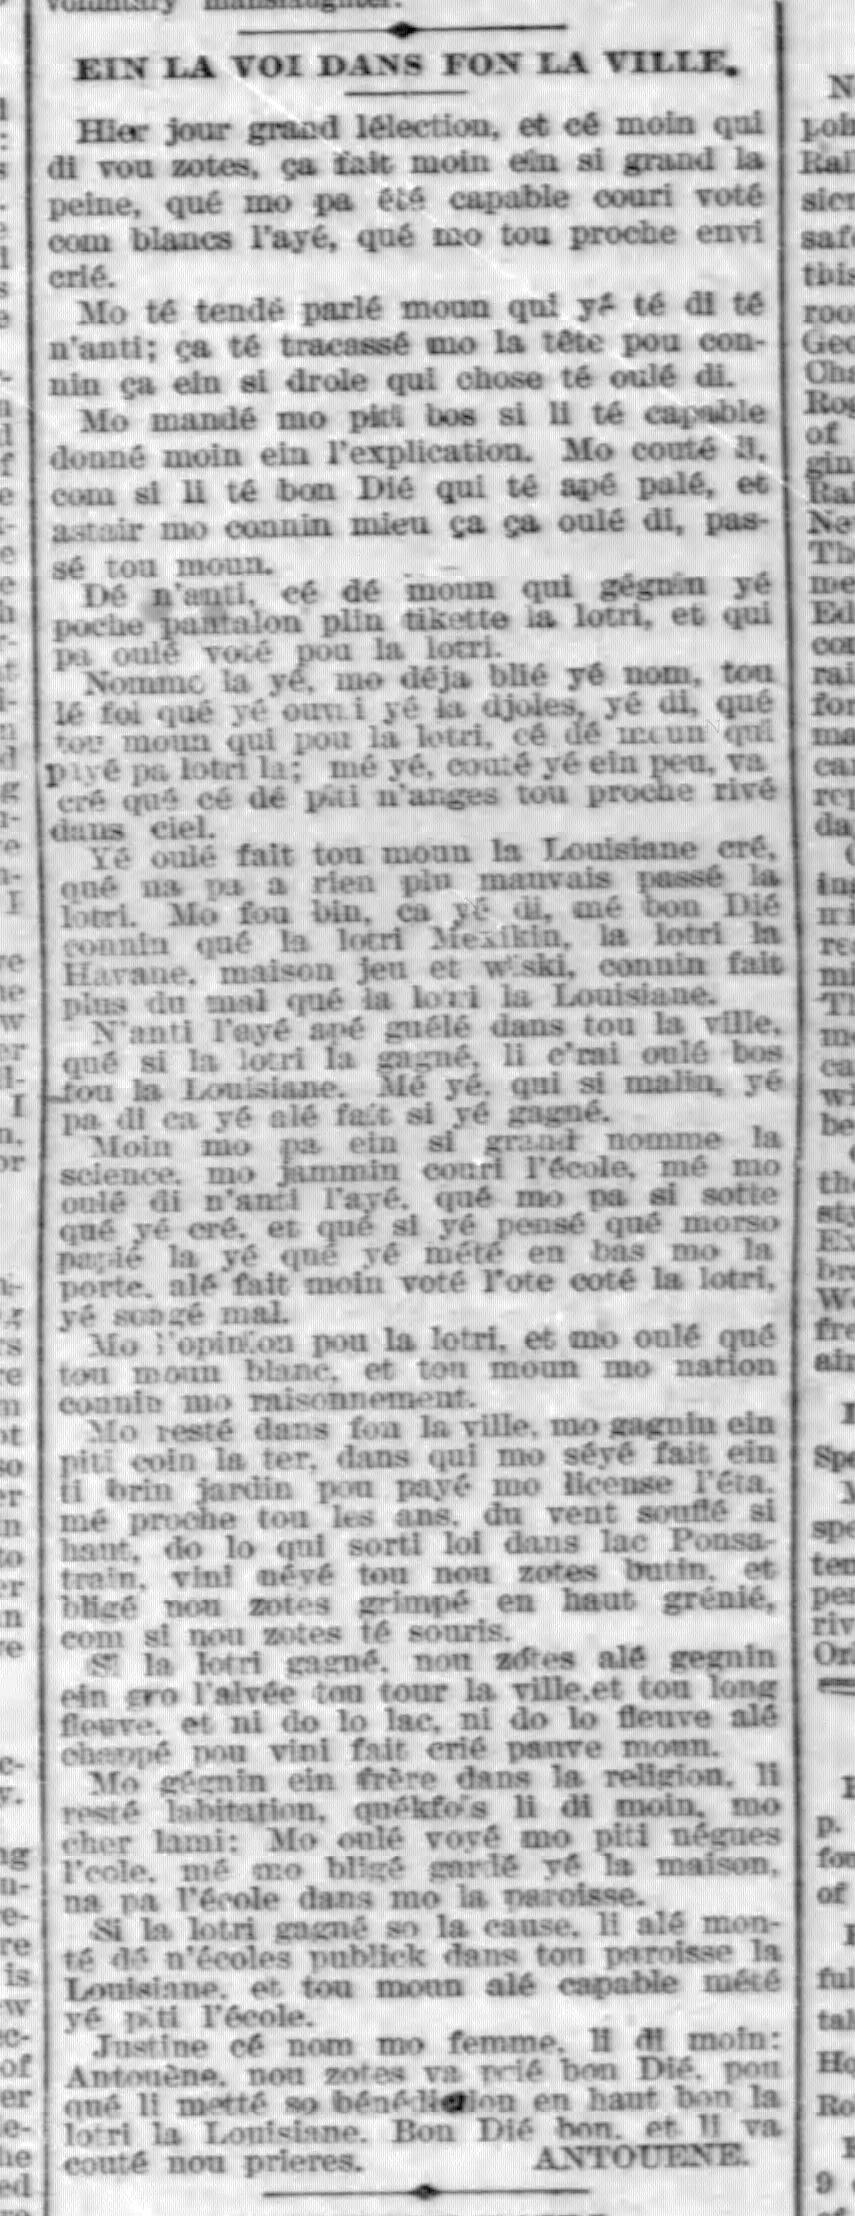 voluntary manslaughter.
EIN LA VOI DANS FON LA VILLE.
Hier jour grand lélection, et cé moin qui
di vou zotes, ça fait moin ein si grand la
peine, qué mo pa été capable couri voté
com blancs l'ayé, qué mo tou proche envi
crié.
Mo té tendé parlé moun qui yé té di té
n'anti; ça té tracassé mo la tête pou con-
nin ça ein si drole qui chose té oulé di.
Mo mandé mo piti bos si li té capable
donné moin ein l'explication. Mo couté li,
com si li té bon Dié qui té apé palé, et
astair mo connin mieu ça ça oulé di, pas-
sé tou moun.
Dé n'anti, cé dé moun qui gégnin yé
poche pantalon plin tikette la lotri, et qui
pa oulé voté pou la lotri.
Nommo la yé, mo déja blié yé nom, tou
lé foi qué yé ouvri yé la djoles, yé di, qué
tou moun qui pou la lotri, cé dé moun qui
payé pa lotri la; mé yé, couté yé ein peu, va
cré qué cé dé piti n'anges tou proche rivé
dans ciel.
Yé oulé fait tou moun la Louisiane cré,
qué na pa a rien plu mauvais passé la
lotri. Mo fou bin, ca yé di, mé bon Dié
connin qué la lotri Mexikin, la lotri la
Havane, maison jeu et wiski, connin fait
plus du mal qué la lotri la Louisiane.
N'anti l'ayé apé guélé dans tou la ville,
qué si la lotri la gagné, li c'rai oulé bos
tou la Louisiane. Mé yé, qui si malin, yé
pa di ca yé alé fait si yé gagné.
Moin mo pa ein si grand nomme la
science, mo jammin couri l'école, mé mo
oulé di n'anti l'ayé, qué mo pa si sotte
qué yé cré, et qué si yé pensé qué morso
papié la yé qué yé mété en bas mo la
porte, alé fait moin voté l'ote coté la lotri,
yé songé mal.
Mo l'opinion pou la lotri, et mo oulé qué
tou moun blanc, et tou moun mo nation
connin mo raisonnement.
Mo resté dans fon la ville, mo gagnin ein
piti coin la ter, dans qui mo séyé fait ein
ti brin jardin pou payé mo license l'éta,
mé proche tou les ans, du vent souflé si
haut, do lo qui sorti loi dans lac Ponsa-
train, vini néyé tou nou zotes butin, et
bligé nou zotes grimpé en haut grénié,
com si nou zotes té souris.
Si la lotri gagné, nou zotes alé gegnin
ein gro l'alvée tou tour la ville, et tou long
fleuve, et ni do lo lac, ni do lo fleuve alé
chappé pou vini fait crié pauve moun.
Mo gégnin ein frère dans la religion, li
resté labitation, quékfois li di moin, mo
cher lami: Mo oulé voyé mo piti négues
l'cole, mé mo bligé gardé yé la maison,
na pa l'école dans mo la paroisse.
Si la lotri gagné so la cause, li alé mon-
té dé n'écoles publick dans tou paroisse la
Louisiane, et tou moun alé capable mété
yé piti l'école.
Justine cé nom mo femme, li di moin:
Antouène, nou zotes va prié bon Dié, pou
qué li metté so bénédiction en haut bon la
lotri la Louisiane. Bon Dié bon, et li va
couté nou prieres. ANTOUENE.